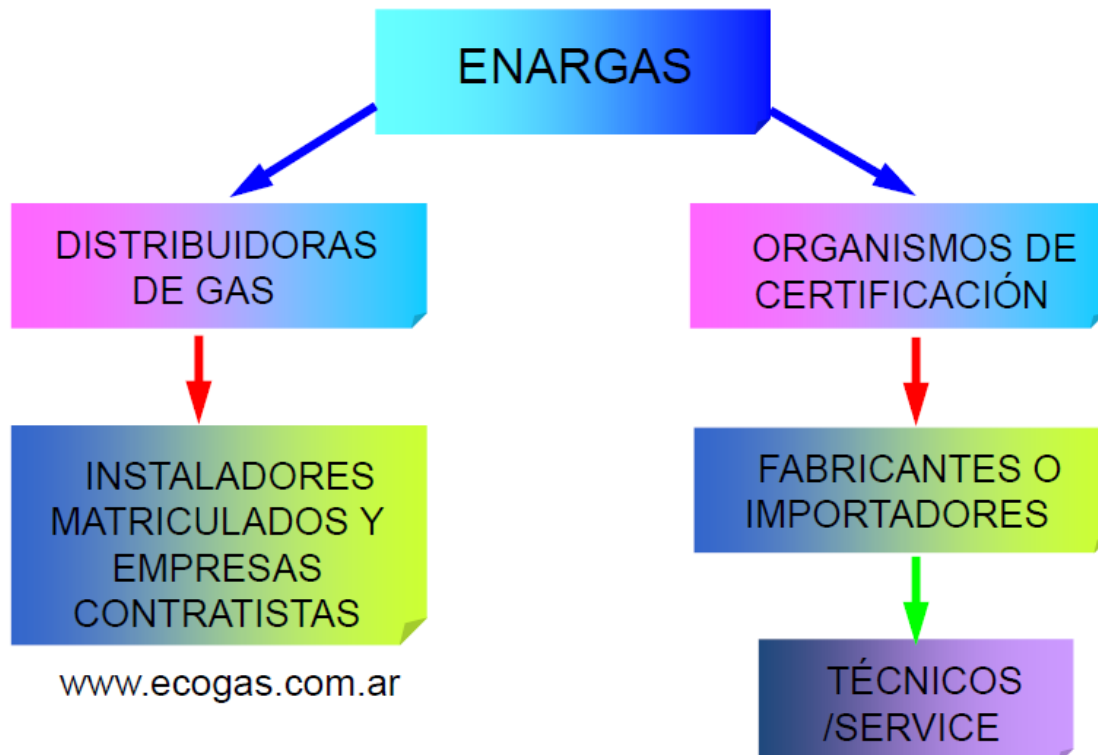 ENARGAS
DISTRIBUIDORAS
DE GAS
ORGANISMOS DE
CERTIFICACIÓN
INSTALADORES
MATRICULADOS Y
EMPRESAS
CONTRATISTAS
FABRICANTES O
IMPORTADORES
www.ecogas.com.ar
TÉCNICOS
/SERVICE